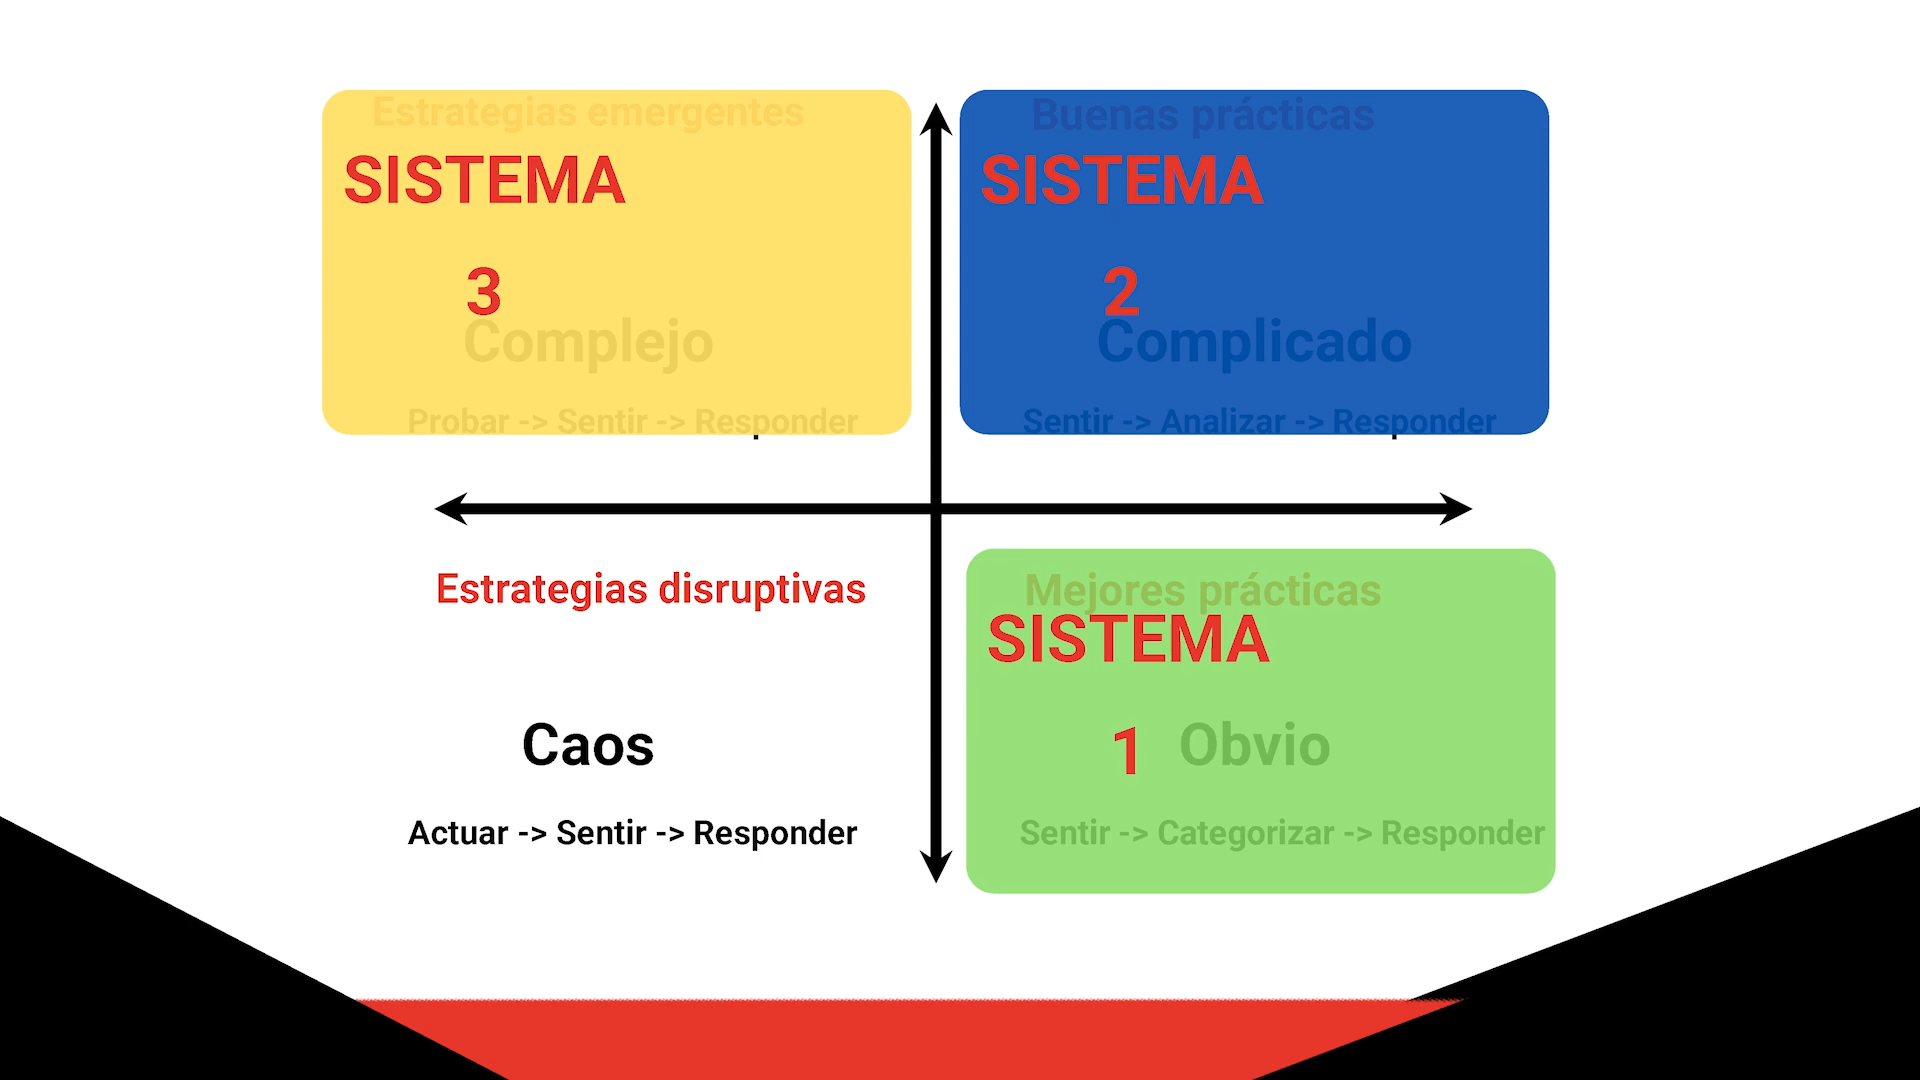 Estrategias emergentes
SISTEMA
3
Complejo
Probar -> Sentir -> Responder
Buenas prácticas
SISTEMA
2
Complicado
Sentir -> Analizar -> Responder
Estrategias disruptivas
Caos
Actuar -> Sentir -> Responder
Mejores prácticas
SISTEMA
1 Obvio
Sentir -> Categorizar -> Responder